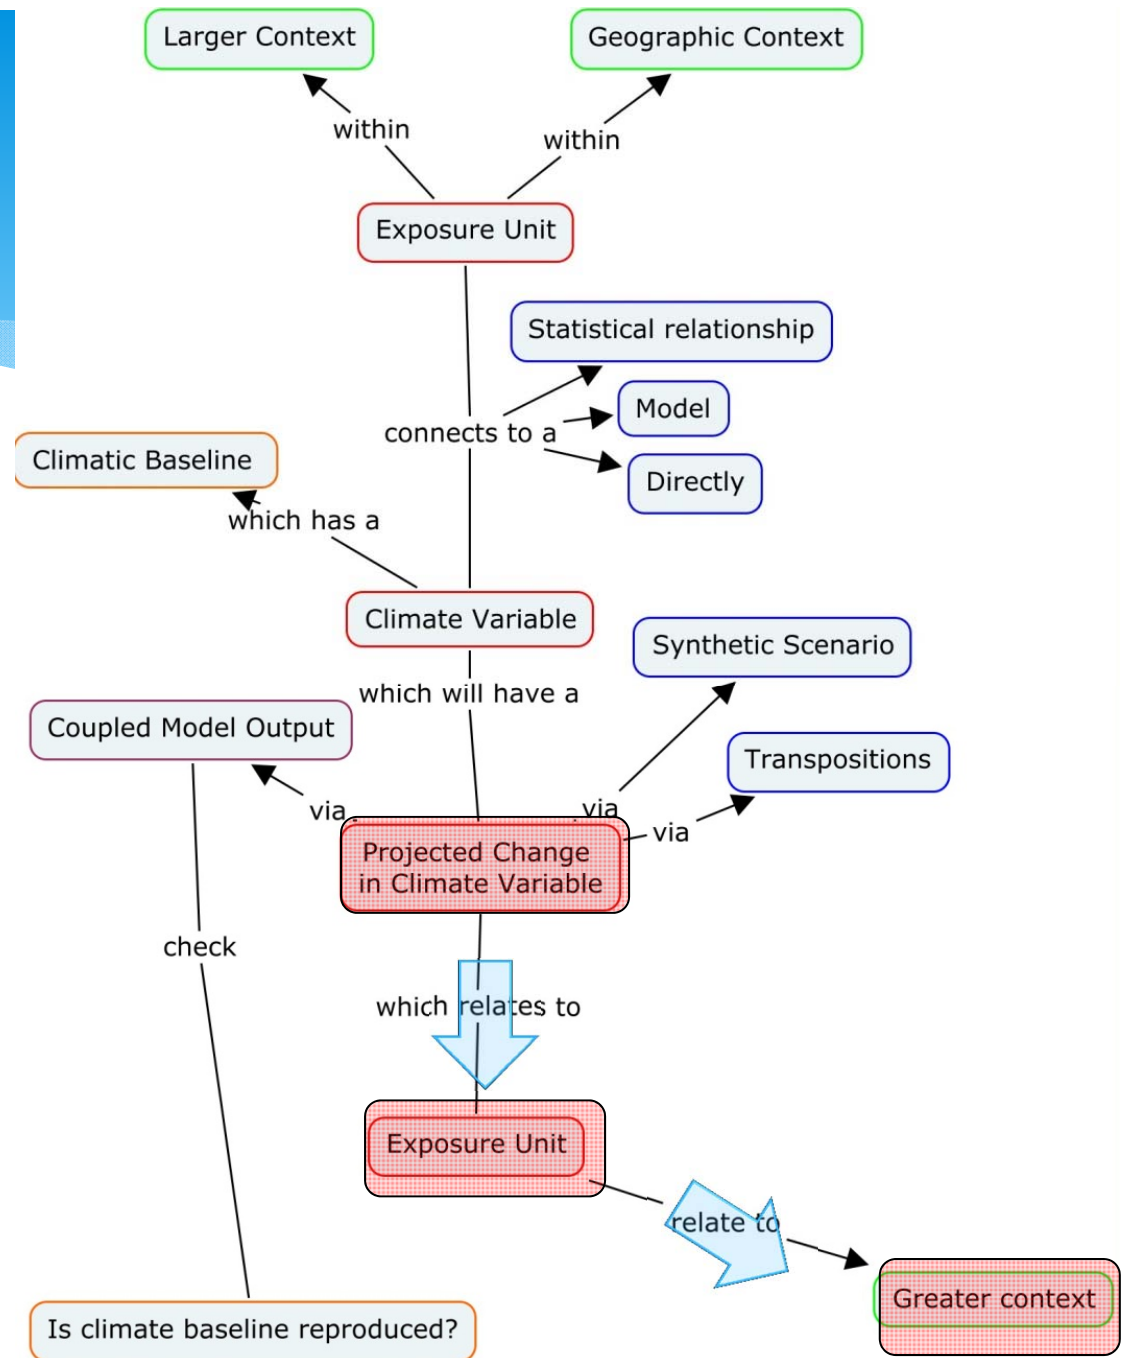 Larger Context
Geographic Context
within
within
Exposure Unit
Statistical relationship
Model
connects to a
Directly
Climatic Baseline
which has a
Climate Variable
Synthetic Scenario
which will have a
Coupled Model Output
Transpositions
via
via
via
Projected Change
in Climate Variable
check
which relates to
Exposure Unit
relate to
Greater context
Is climate baseline reproduced?